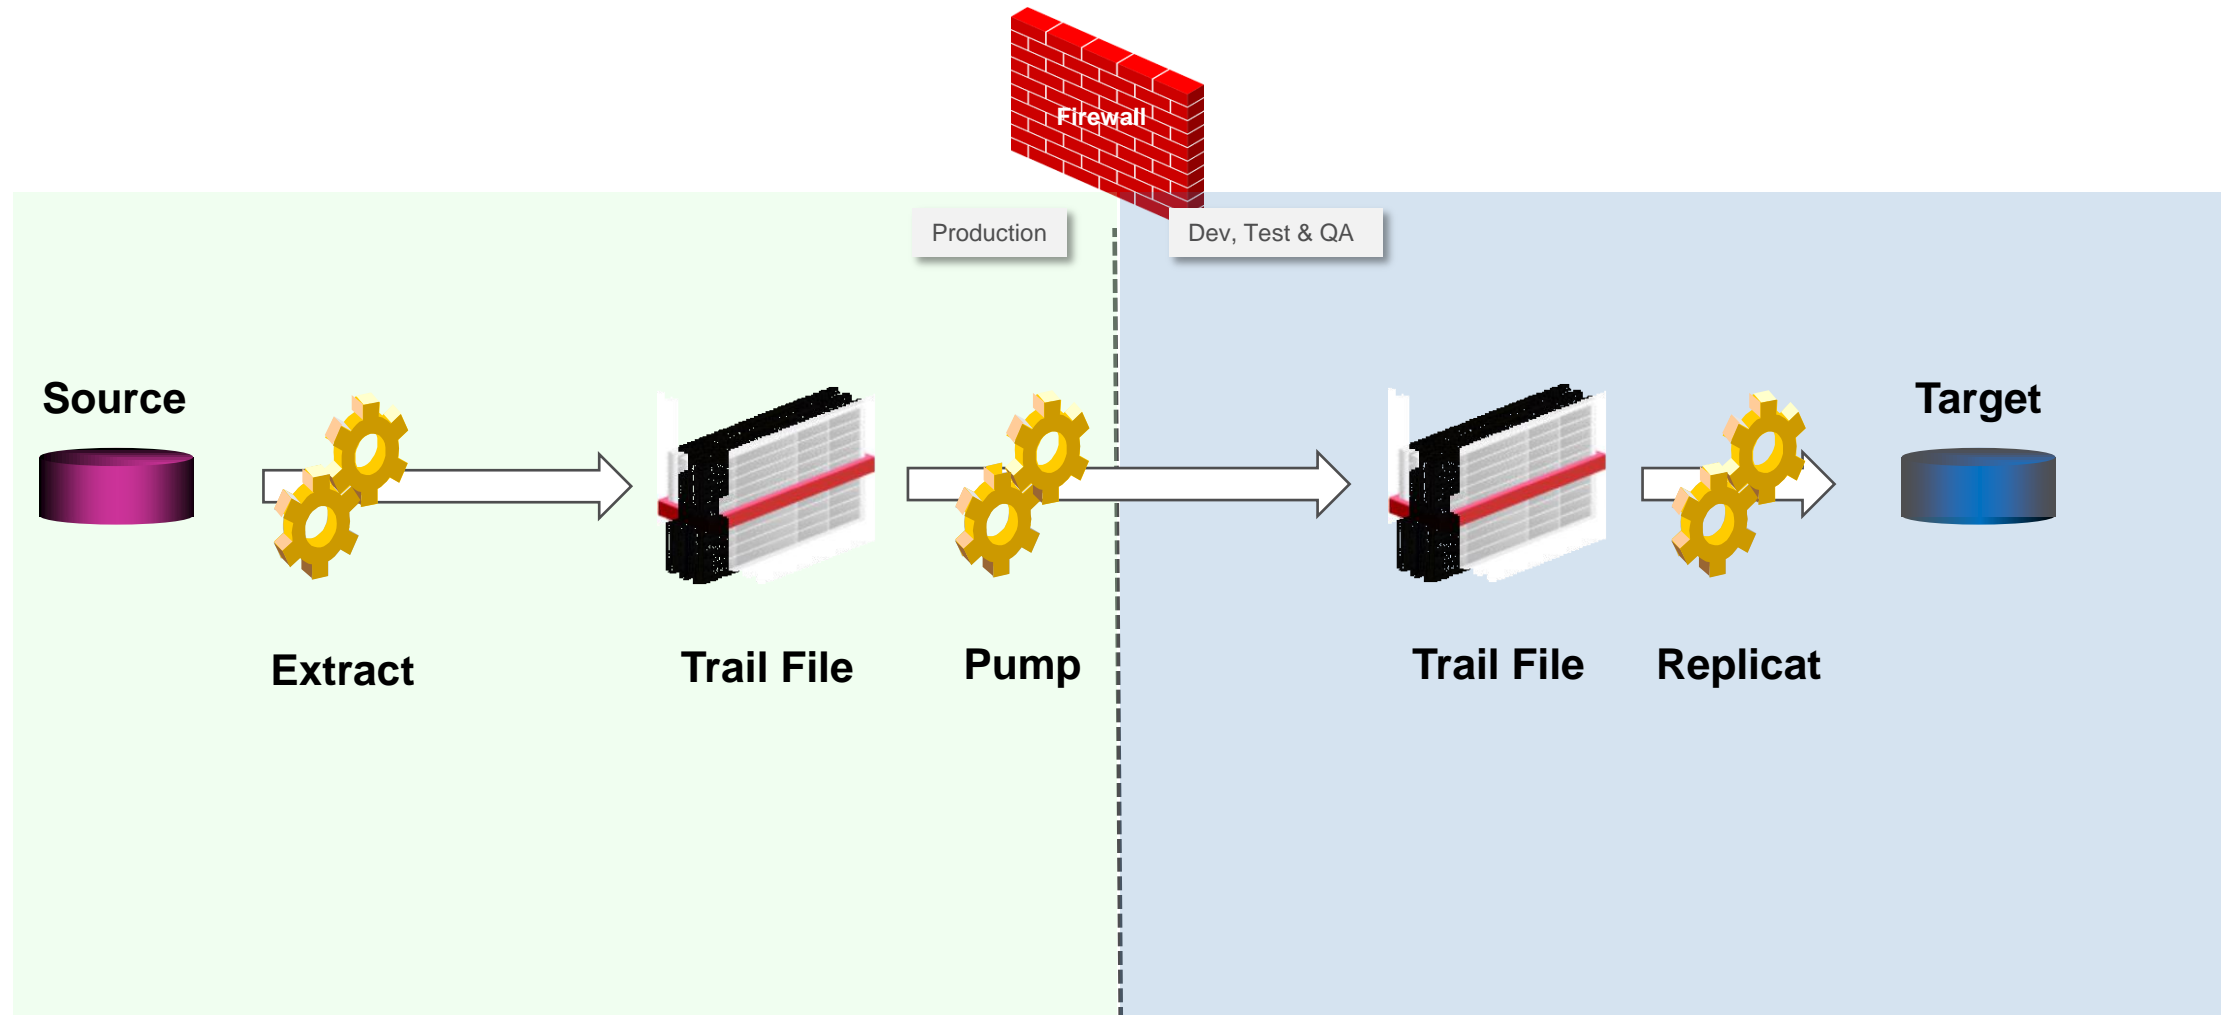 Firewall
Production
Dev, Test & QA
Source
Target
Extract
Trail File
Pump
Trail File
Replicat